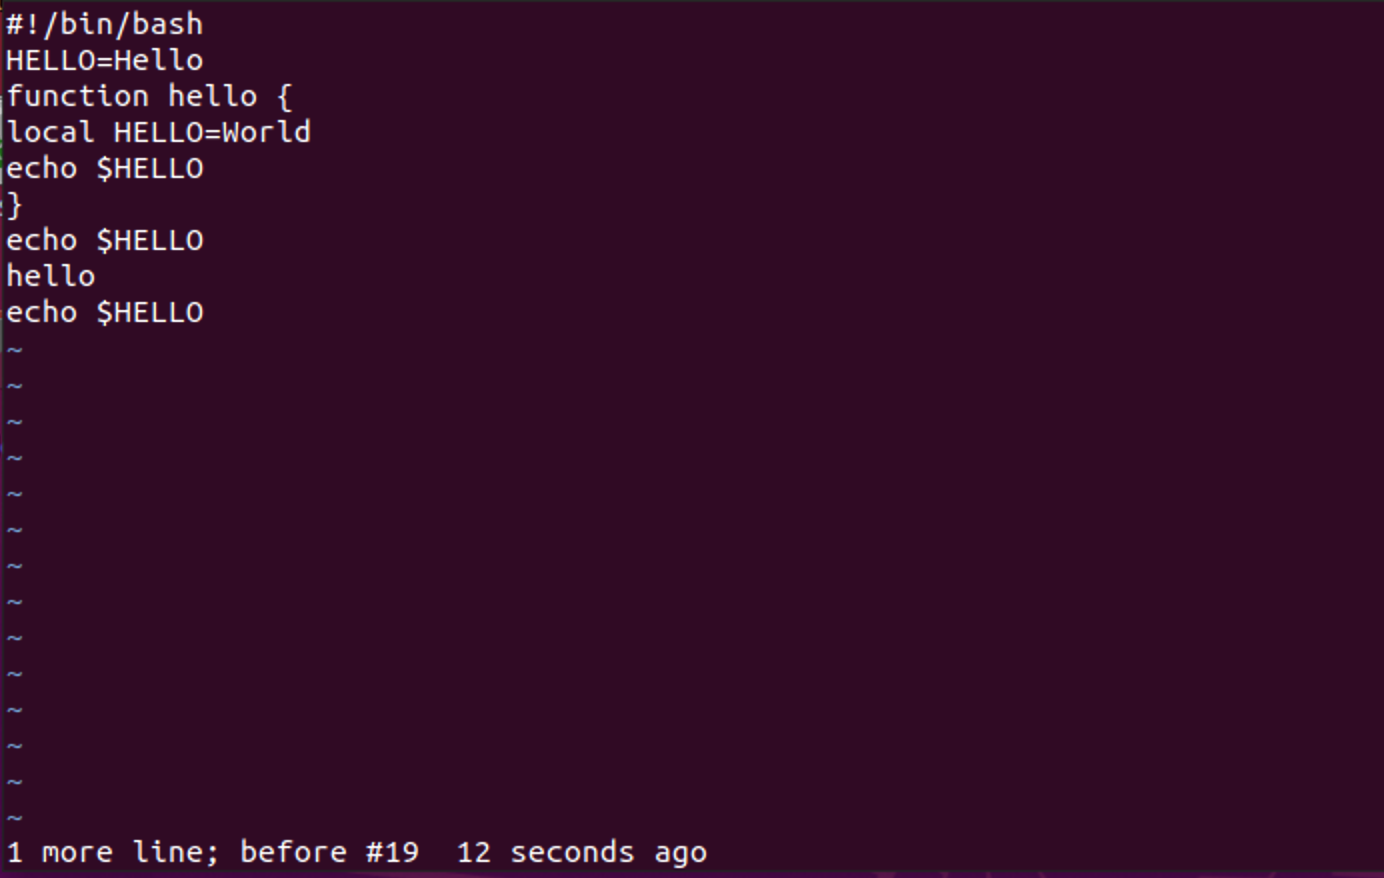 #!/bin/bash
HELLO=Hello
function hello {
local HELLO=World
echo $HELLO
}
echo $HELLO
hello
echo $HELLO
~
~
~
~
~
~
~
~
~
~
~
~
~
~
1 more line; before #19  12 seconds ago